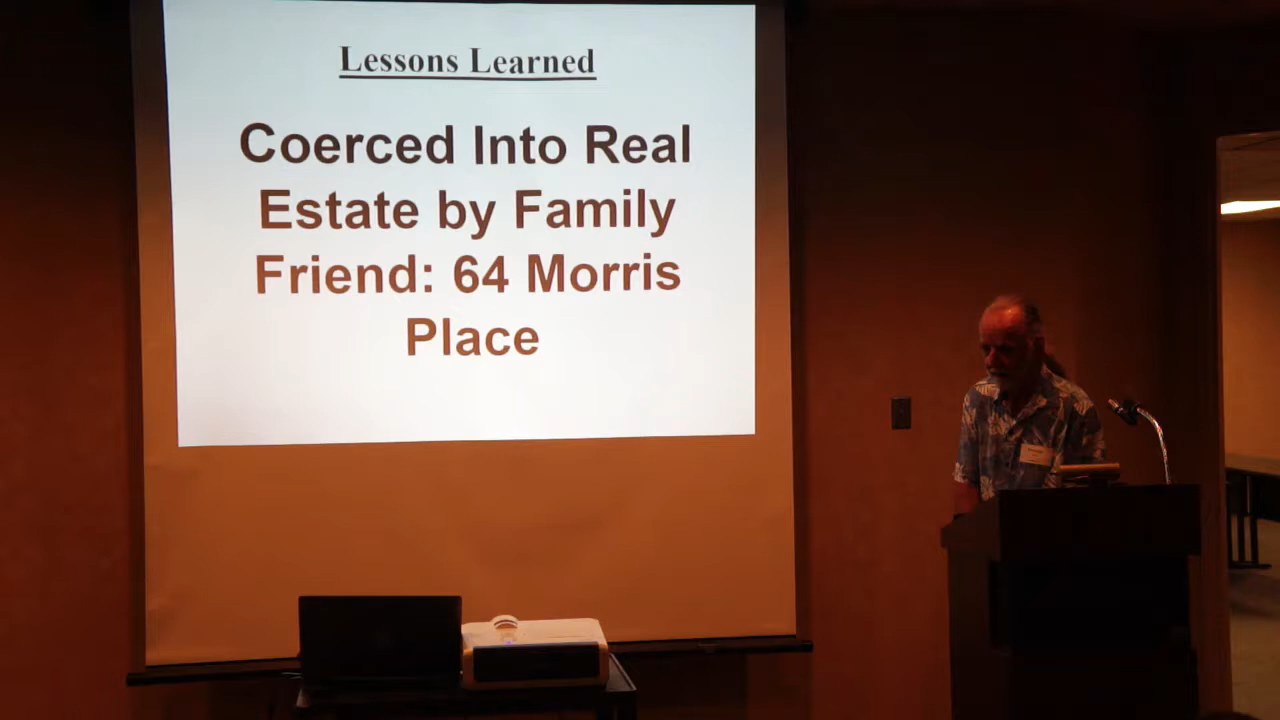 Lessons Learned
Coerced Into Real
Estate by Family
Friend: 64 Morris
Place